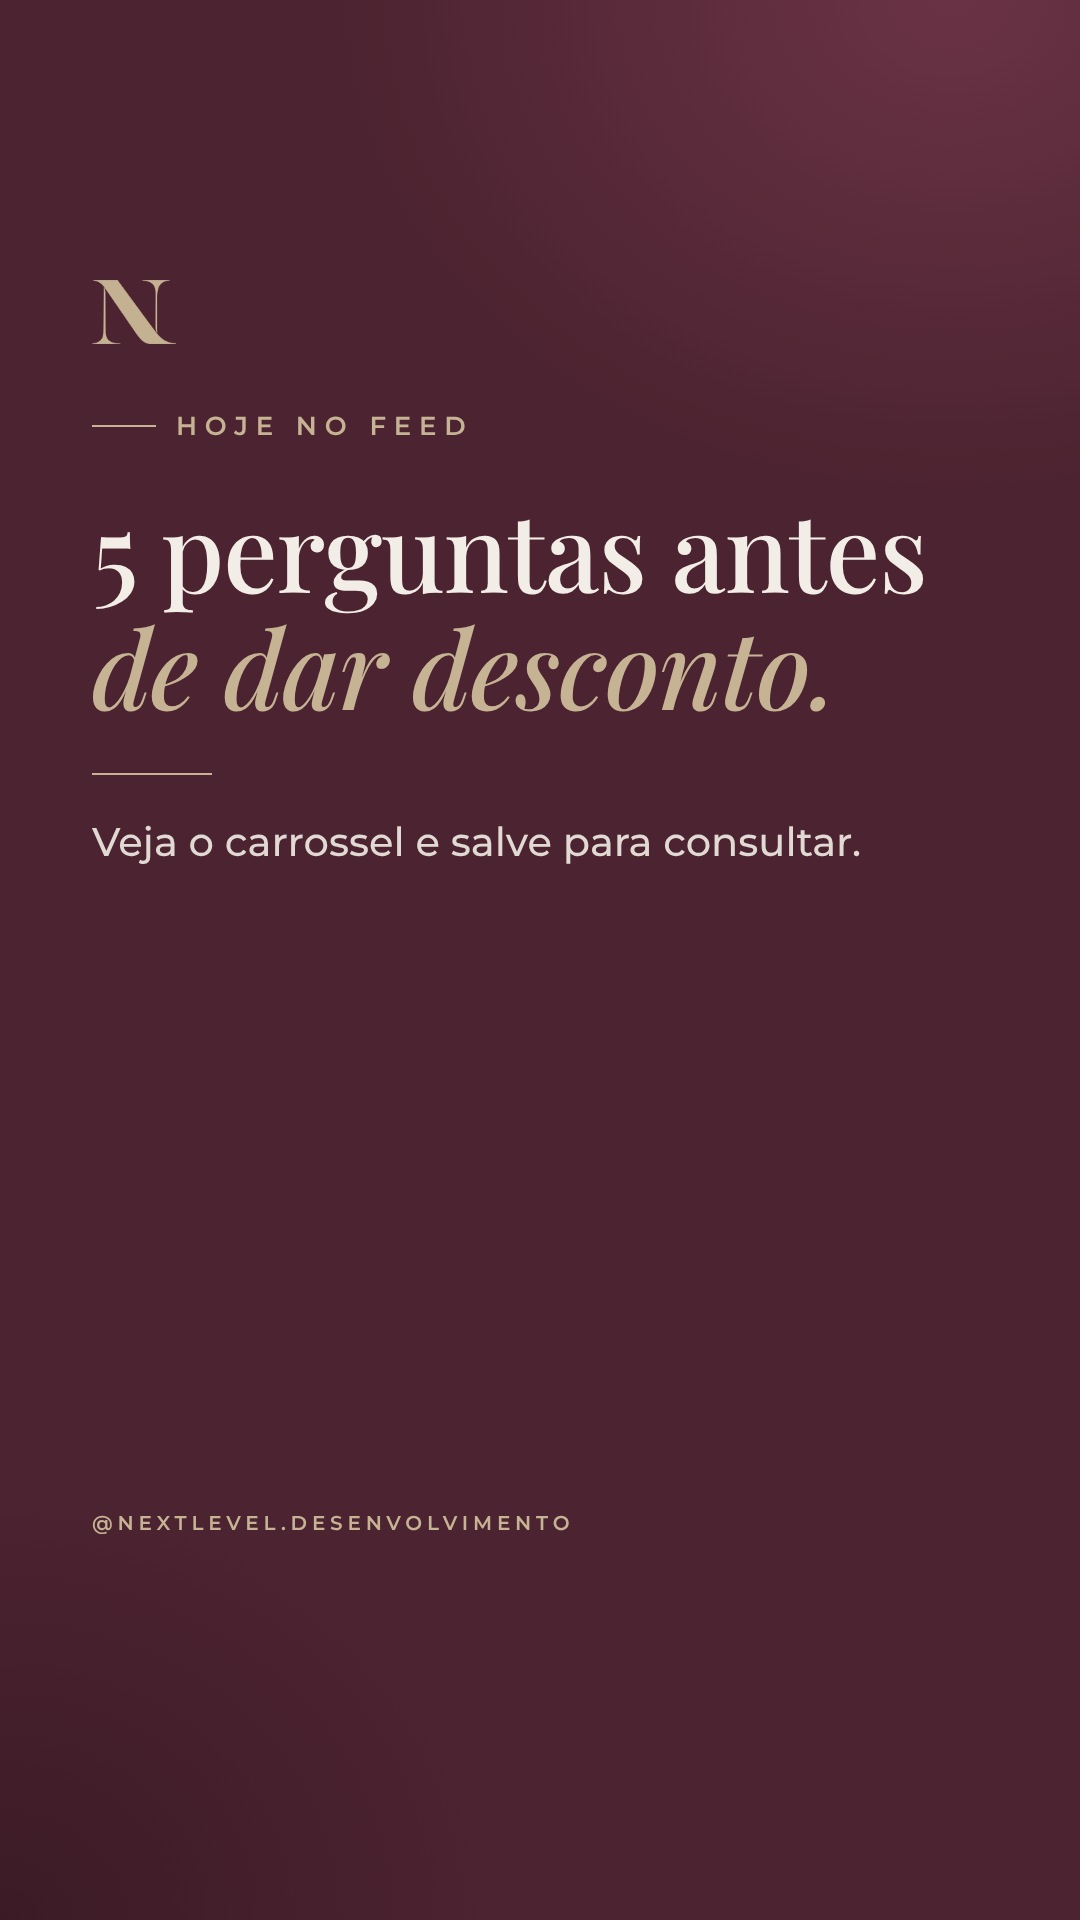 N
HOJE NO FEED
5 perguntas antes
de dar desconto.
Veja o carrossel e salve para consultar.
@NEXTLEVEL.DESENVOLVIMENTO